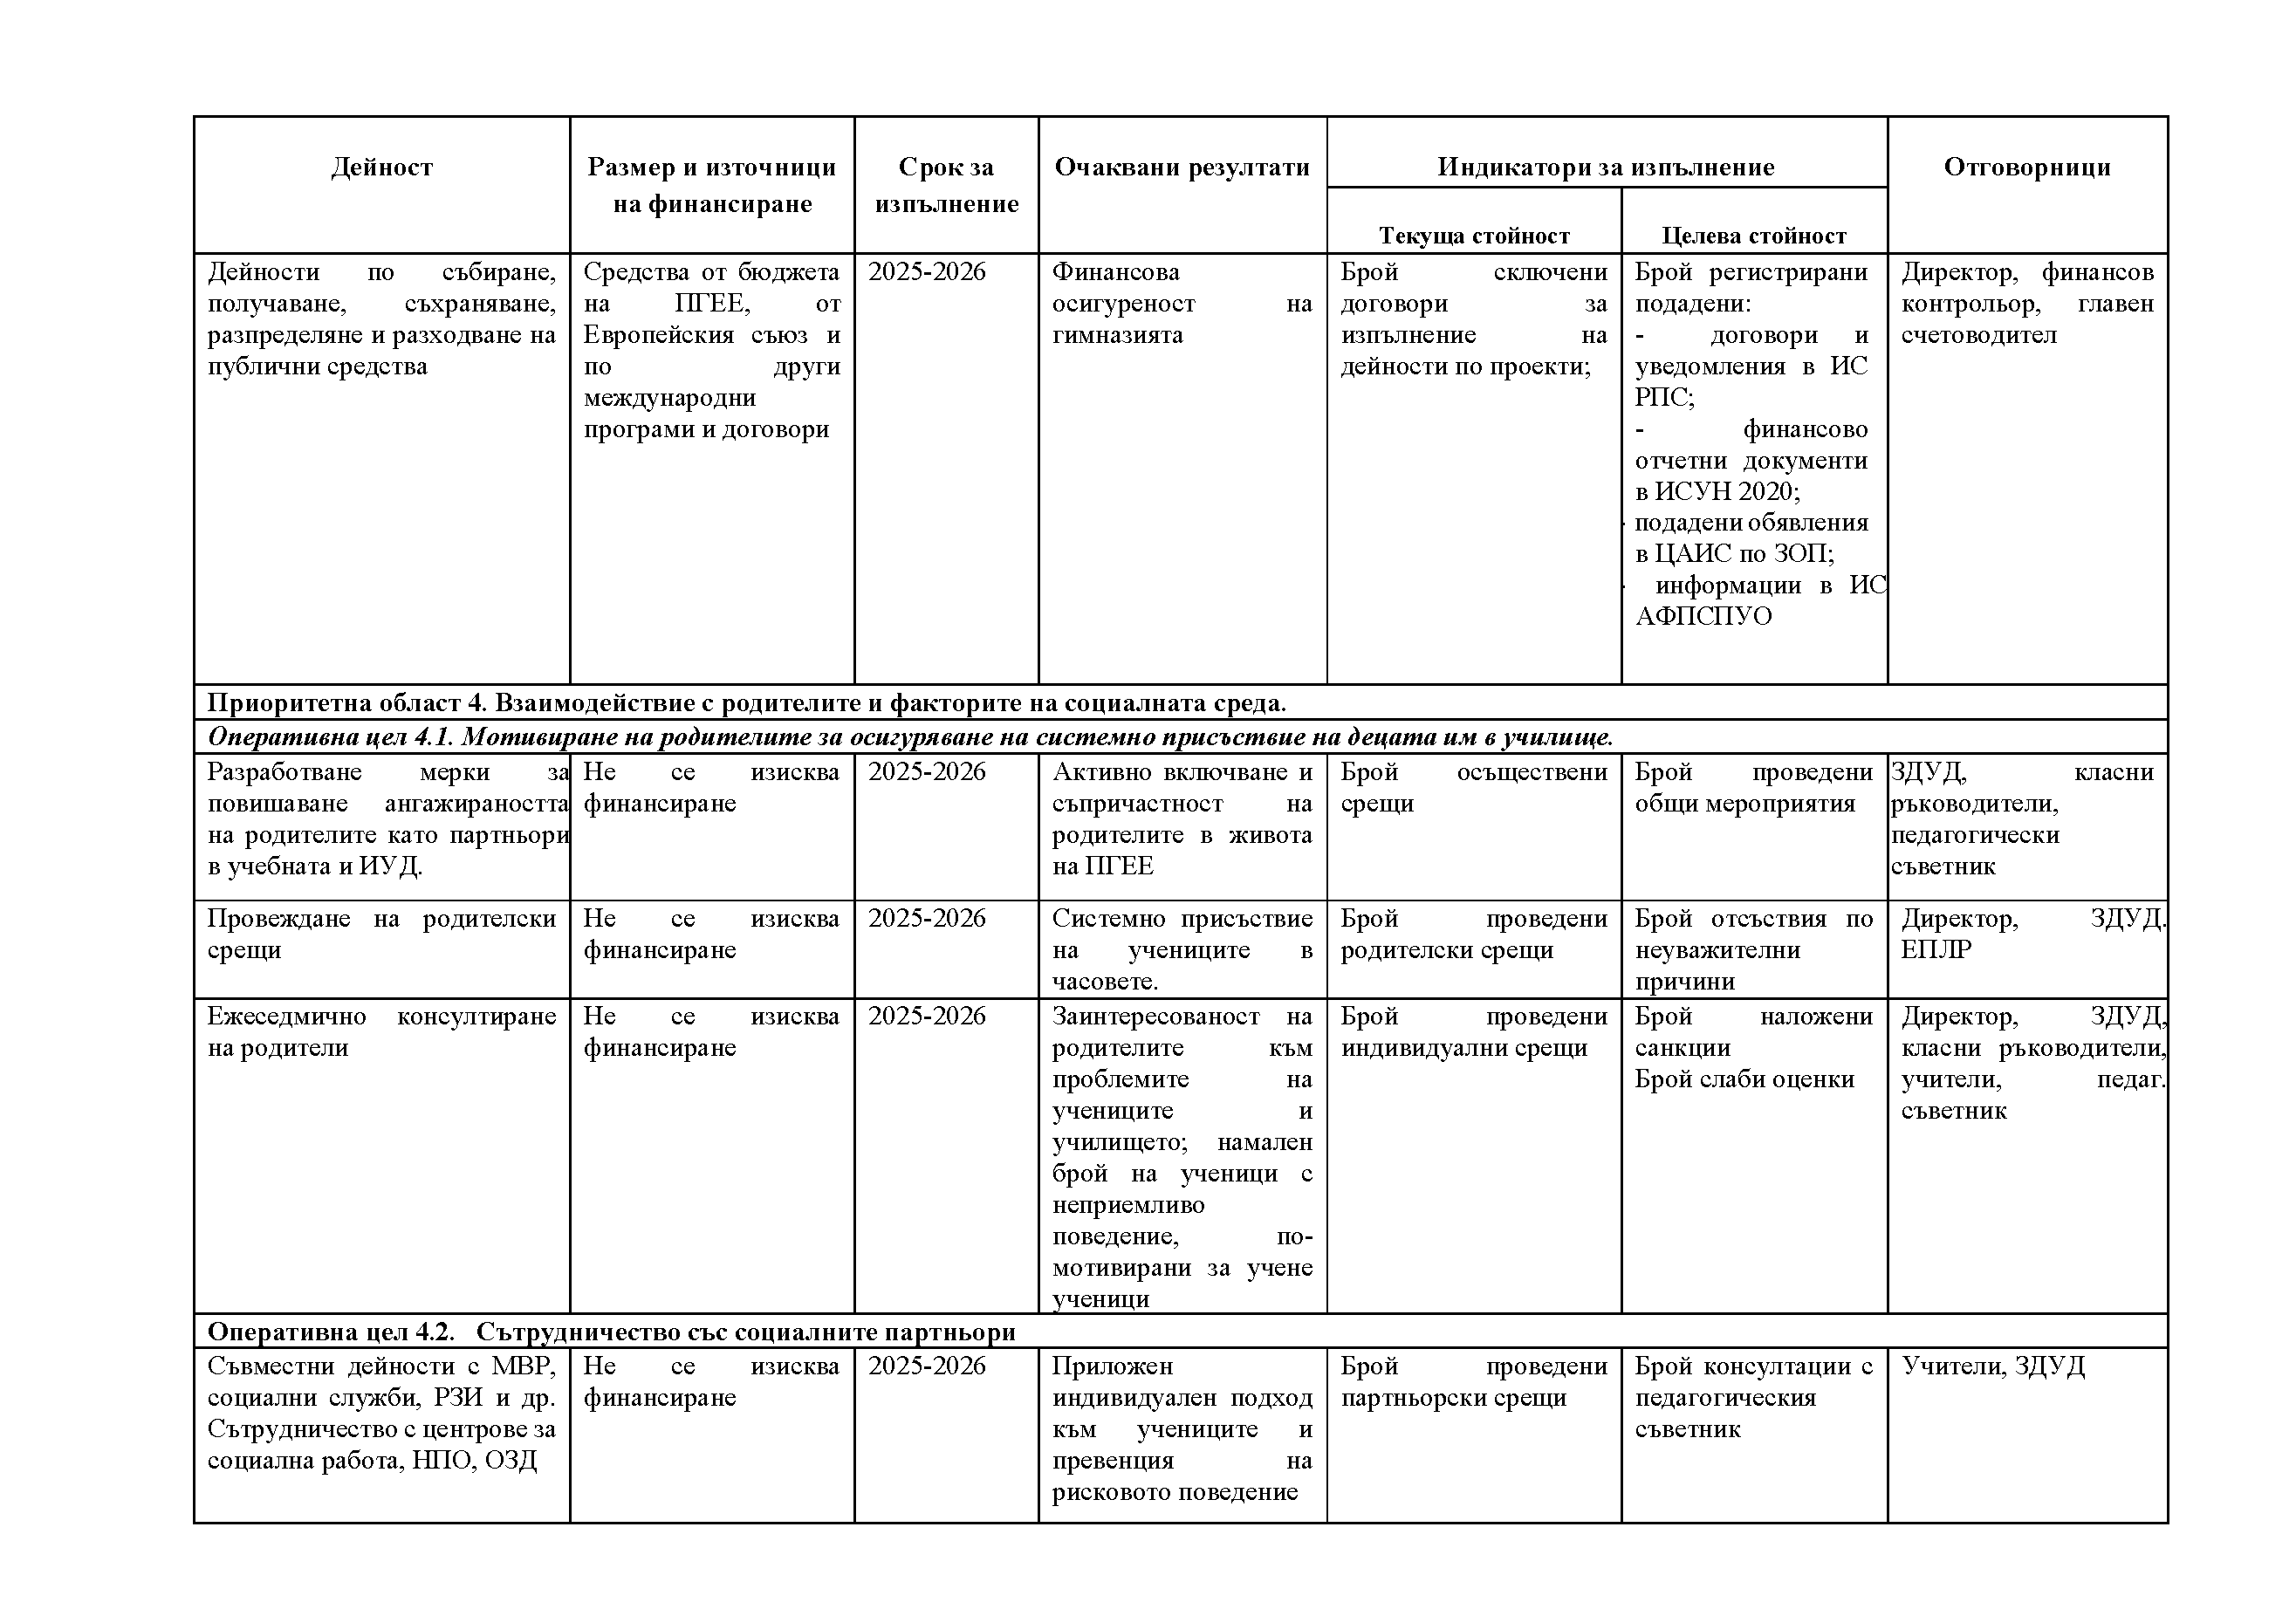 Дейност
Размер и източници
на финансиране
Срок за
изпълнение
Очаквани резултати
Индикатори за изпълнение
Отговорници
Текуща стойност
Целева стойност
Дейности по събиране,
получаване, съхраняване,
разпределяне и разходване на
публични средства
Средства от бюджета
на ПГЕЕ, от
Европейския съюз и
по други
международни
програми и договори
2025-2026
Финансова
осигуреност на
гимназията
Брой сключени
договори за
изпълнение на
дейности по проекти;
Брой регистрирани
подадени:
- договори и
уведомления в ИС
РПС;
- финансово
отчетни документи
в ИСУН 2020;
- подадени обявления
в ЦАИС по ЗОП;
- информации в ИС
АФПСПУО
Директор, финансов
контрольор, главен
счетоводител
Приоритетна област 4. Взаимодействие с родителите и факторите на социалната среда.
Оперативна цел 4.1. Мотивиране на родителите за осигуряване на системно присъствие на децата им в училище.
Разработване мерки за
повишаване ангажираността
на родителите като партньори
в учебната и ИУД.
Не се изисква
финансиране
2025-2026
Активно включване и
съпричастност на
родителите в живота
на ПГЕЕ
Брой осъществени
срещи
Брой проведени
общи мероприятия
ЗДУД, класни
ръководители,
педагогически
съветник
Провеждане на родителски
срещи
Не се изисква
финансиране
2025-2026
Системно присъствие
на учениците в
часовете.
Брой проведени
родителски срещи
Брой отсъствия по
неуважителни
причини
Директор, ЗДУД.
ЕПЛР
Ежеседмично консултиране
на родители
Не се изисква
финансиране
2025-2026
Заинтересованост на
родителите към
проблемите на
учениците и
училището; намален
брой на ученици с
неприемливо
поведение, по-
мотивирани за учене
ученици
Брой проведени
индивидуални срещи
Брой наложени
санкции
Брой слаби оценки
Директор, ЗДУД,
класни ръководители,
учители, педаг.
съветник
Оперативна цел 4.2. Сътрудничество със социалните партньори
Съвместни дейности с МВР,
социални служби, РЗИ и др.
Сътрудничество с центрове за
социална работа, НПО, ОЗД
Не се изисква
финансиране
2025-2026
Приложен
индивидуален подход
към учениците и
превенция на
рисковото поведение
Брой проведени
партньорски срещи
Брой консултации с
педагогическия
съветник
Учители, ЗДУД